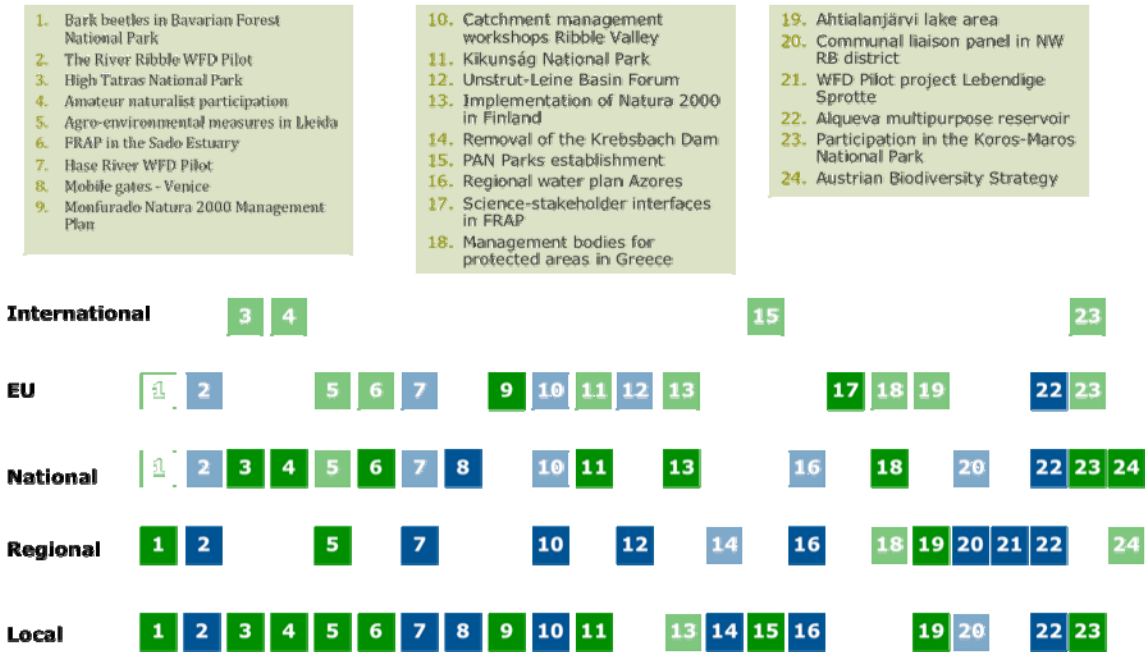 1. Bark beetles in Bavarian Forest
National Park
2. The River Ribble WFD Pilot
3. High Tatras National Park
4. Amateur naturalist participation
5. Agro-environmental measures in Lleida
6. FRAP in the Sado Estuary
7. Hase River WFD Pilot
8. Mobile gates - Venice
9. Monfurado Natura 2000 Management
Plan
10. Catchment management
workshops Ribble Valley
11. Kikunság National Park
12. Unstrut-Leine Basin Forum
13. Implementation of Natura 2000
in Finland
14. Removal of the Krebsbach Dam
15. PAN Parks establishment
16. Regional water plan Azores
17. Science-stakeholder interfaces
in FRAP
18. Management bodies for
protected areas in Greece
19. Ahtialanjärvi lake area
20. Communal liaison panel in NW
RB district
21. WFD Pilot project Lebendige
Sprotte
22. Alqueva multipurpose reservoir
23. Participation in the Koros-Maros
National Park
24. Austrian Biodiversity Strategy
International 3 4 15 23
EU 1 2 5 6 7 9 10 11 12 13 17 18 19 22 23
National 1 2 3 4 5 6 7 8 10 11 13 16 18 20 22 23 24
Regional 1 2 5 7 10 12 14 16 18 19 20 21 22 24
Local 1 2 3 4 5 6 7 8 9 10 11 13 14 15 16 19 20 22 23